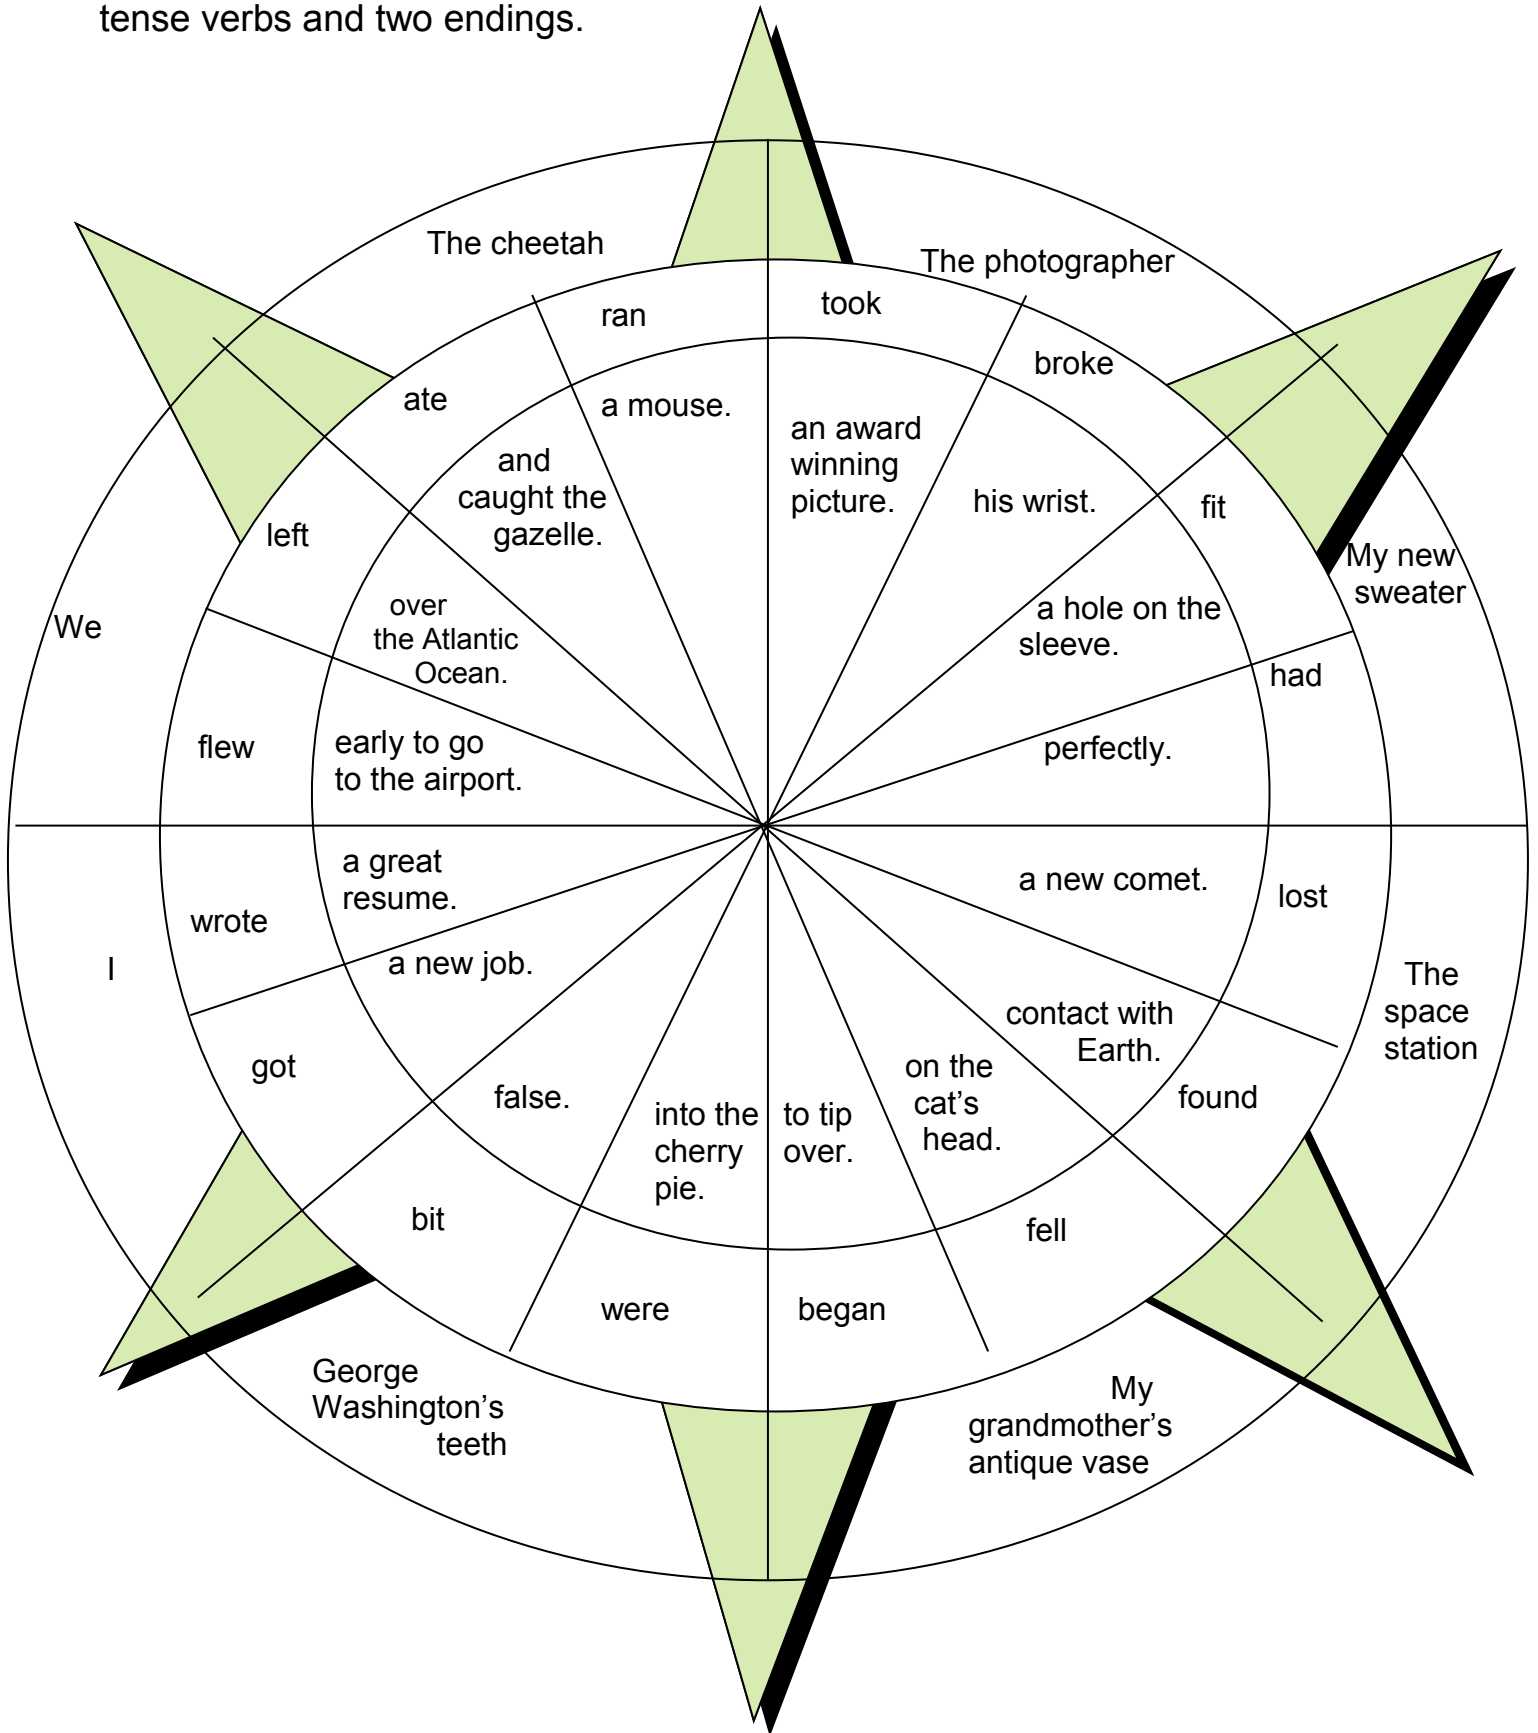 tense verbs and two endings.
The cheetah
The photographer
ran
took
broke
ate
a mouse.
an award
winning
picture.
and
caught the
gazelle.
his wrist.
fit
left
My new
sweater
over
the Atlantic
Ocean.
a hole on the
sleeve.
We
had
flew
early to go
to the airport.
perfectly.
a great
resume.
a new comet.
lost
wrote
I
a new job.
The
space
station
contact with
Earth.
got
on the
cat's
head.
false.
into the
cherry
pie.
to tip
over.
found
bit
fell
were
began
George
Washington's
teeth
My
grandmother's
antique vase